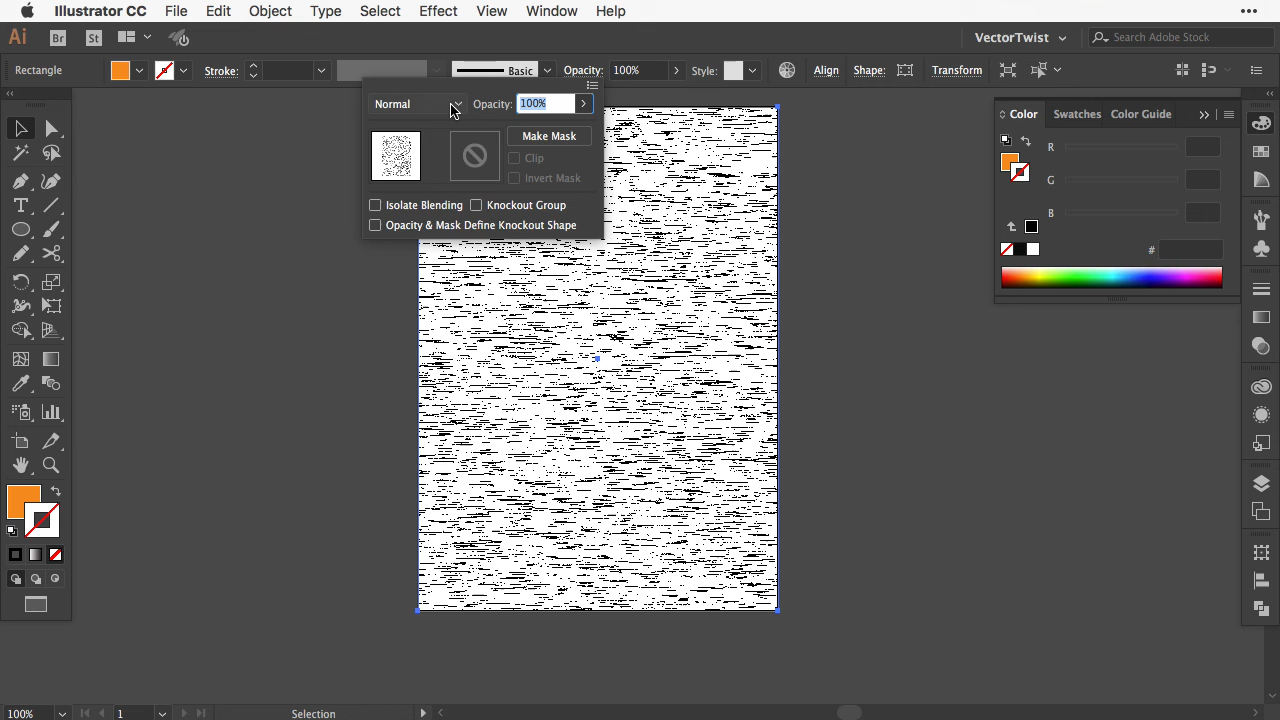 Illustrator CC File Edit Object Type Select Effect View Window Help •••
Ai Br St VectorTwist Search Adobe Stock
Rectangle Stroke: Basic Opacity: 100% Style: Align Shape: Transform
Normal Opacity: 100%
Make Mask
Clip
Invert Mask
Isolate Blending Knockout Group
Opacity & Mask Define Knockout Shape
Color Swatches Color Guide
R
G
B
#
100% 1 Selection